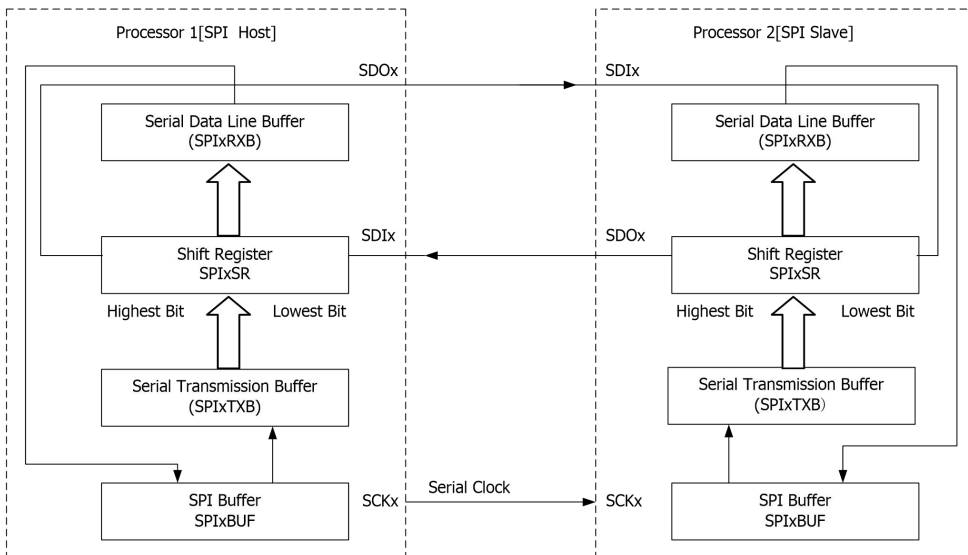 Processor 1[SPI Host]
Processor 2[SPI Slave]
SDOx
SDIx
Serial Data Line Buffer
(SPIxRXB)
Serial Data Line Buffer
(SPIxRXB)
Shift Register
SPIxSR
SDIx
SDOx
Shift Register
SPIxSR
Highest Bit
Lowest Bit
Highest Bit
Lowest Bit
Serial Transmission Buffer
(SPIxTXB)
Serial Transmission Buffer
(SPIxTXB)
SPI Buffer
SPIxBUF
SCKx
Serial Clock
SCKx
SPI Buffer
SPIxBUF